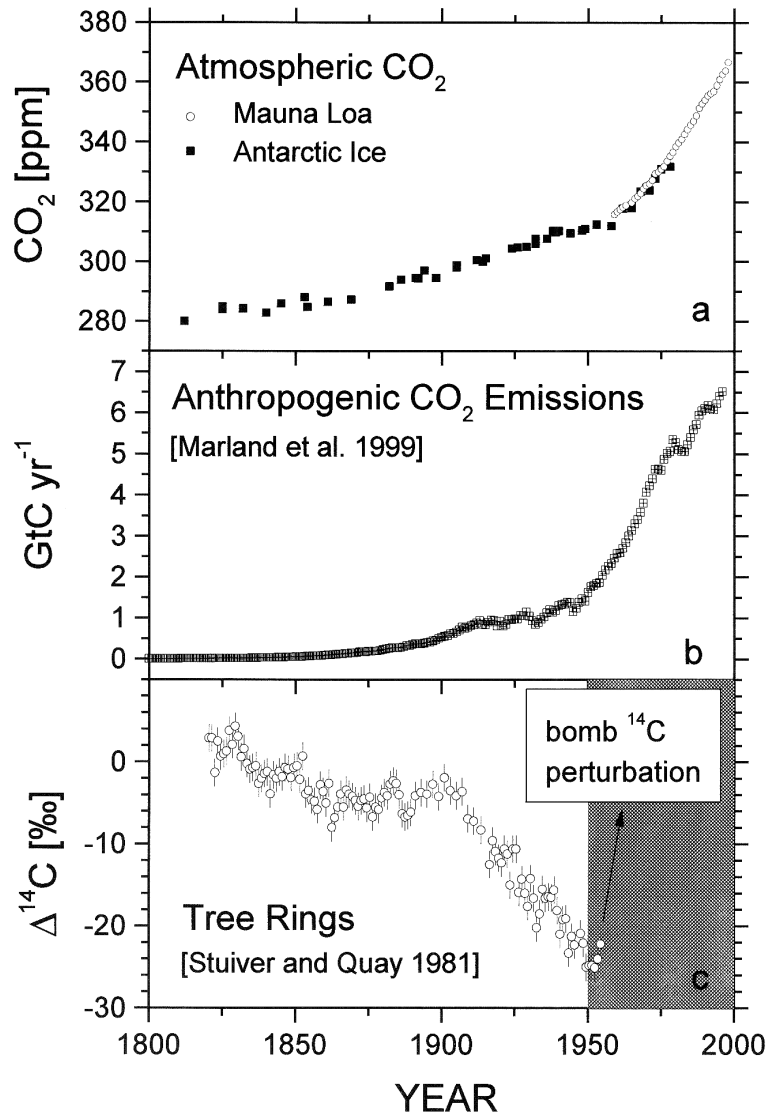 380
360
340
320
300
280
CO₂ [ppm]
Atmospheric CO₂
Mauna Loa
Antarctic Ice
a
7
6
5
4
3
2
1
0
GtC yr⁻¹
Anthropogenic CO₂ Emissions
[Marland et al. 1999]
b
0
-10
-20
-30
Δ¹⁴C [‰]
bomb ¹⁴C
perturbation
Tree Rings
[Stuiver and Quay 1981]
c
1800 1850 1900 1950 2000
YEAR